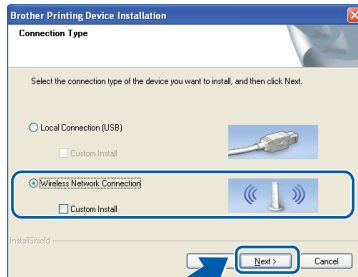 Brother Printing Device Installation
Connection Type
Select the connection type of the device you want to install, and then click Next.
Local Connection (USB)
Custom Install
Wireless Network Connection
Custom Install
InstallShield
Next >
Cancel